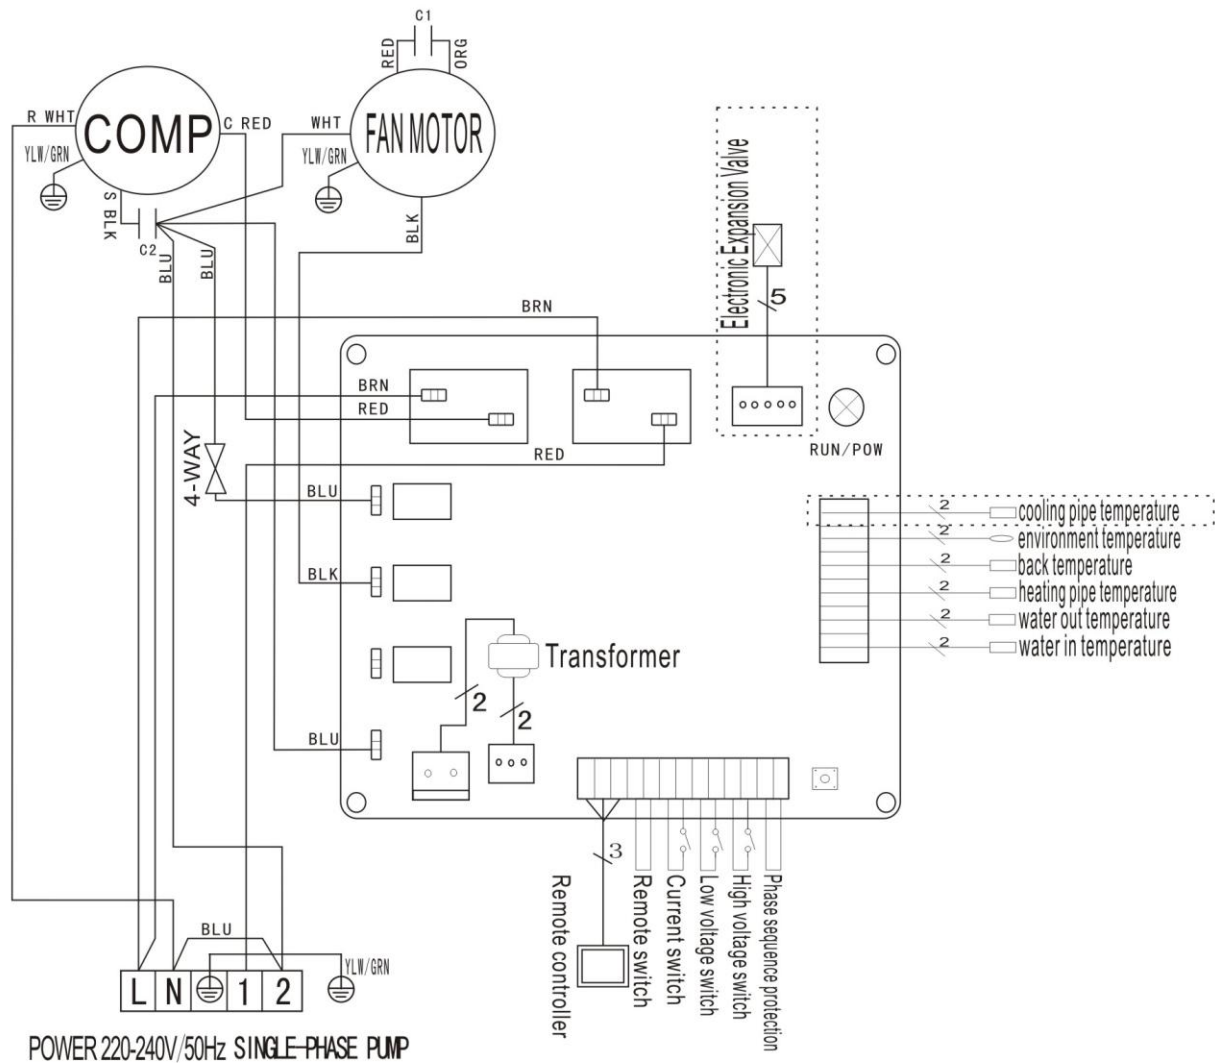 C1
RED
ORG
R WHT
COMP
C RED
WHT
FAN MOTOR
YLW/GRN
YLW/GRN
S BLK
C2
BLU
BLU
BLK
Electronic Expansion Valve
5
BRN
BRN
RED
RED
RUN/POW
4-WAY
BLU
BLK
BLU
Transformer
2
2
2
cooling pipe temperature
2
environment temperature
2
back temperature
2
heating pipe temperature
2
water out temperature
2
water in temperature
3
Remote controller
Remote switch
Current switch
Low voltage switch
High voltage switch
Phase sequence protection
BLU
YLW/GRN
L N 1 2
POWER 220-240V/50Hz SINGLE-PHASE PUMP